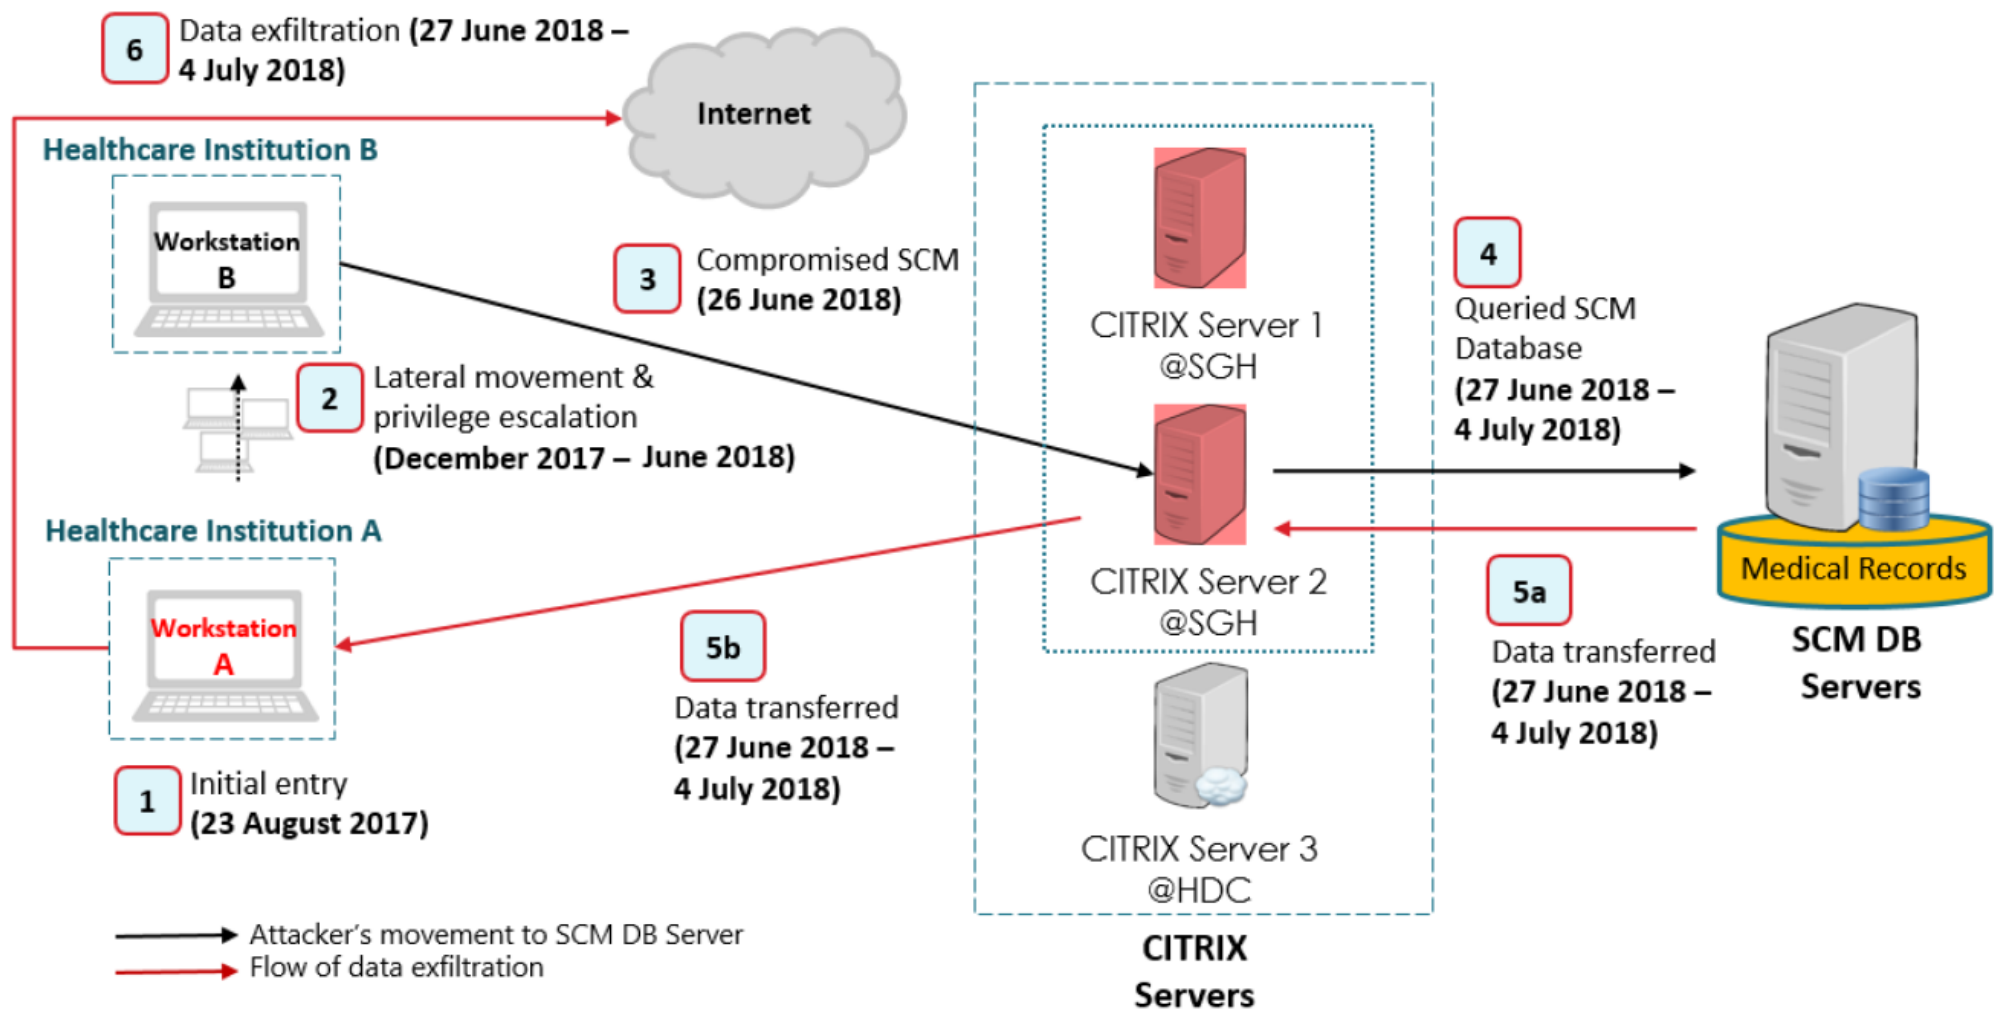 6
Data exfiltration (27 June 2018 –
4 July 2018)
Internet
Healthcare Institution B
Workstation
B
3
Compromised SCM
(26 June 2018)
2
Lateral movement &
privilege escalation
(December 2017 – June 2018)
Healthcare Institution A
Workstation
A
1
Initial entry
(23 August 2017)
5b
Data transferred
(27 June 2018 –
4 July 2018)
CITRIX Server 1
@SGH
CITRIX Server 2
@SGH
CITRIX Server 3
@HDC
CITRIX
Servers
4
Queried SCM
Database
(27 June 2018 –
4 July 2018)
5a
Data transferred
(27 June 2018 –
4 July 2018)
Medical Records
SCM DB
Servers
Attacker's movement to SCM DB Server
Flow of data exfiltration